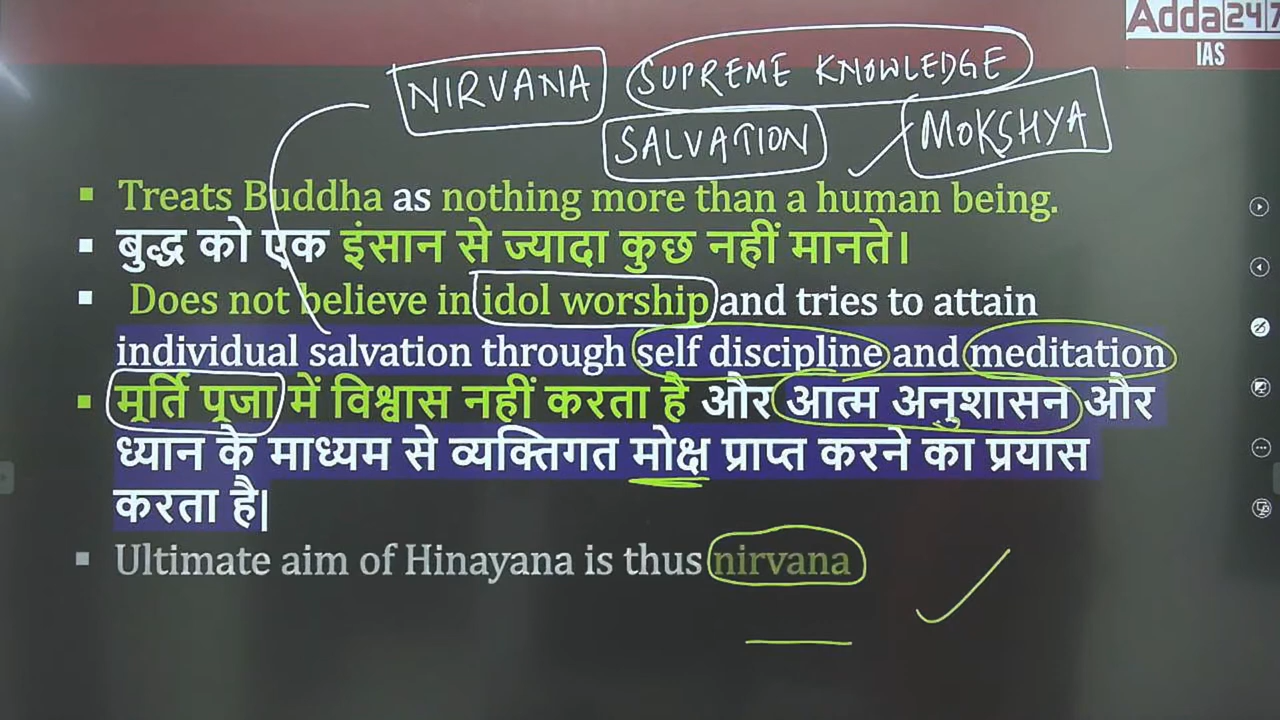 Adda247
IAS
NIRVANA SUPREME KNOWLEDGE
SALVATION MOKSHYA
Treats Buddha as nothing more than a human being.
बुद्ध को एक इंसान से ज्यादा कुछ नहीं मानते।
Does not believe in idol worship and tries to attain
individual salvation through self discipline and meditation
मूर्ति पूजा में विश्वास नहीं करता है और आत्म अनुशासन और
ध्यान के माध्यम से व्यक्तिगत मोक्ष प्राप्त करने का प्रयास
करता है|
Ultimate aim of Hinayana is thus nirvana